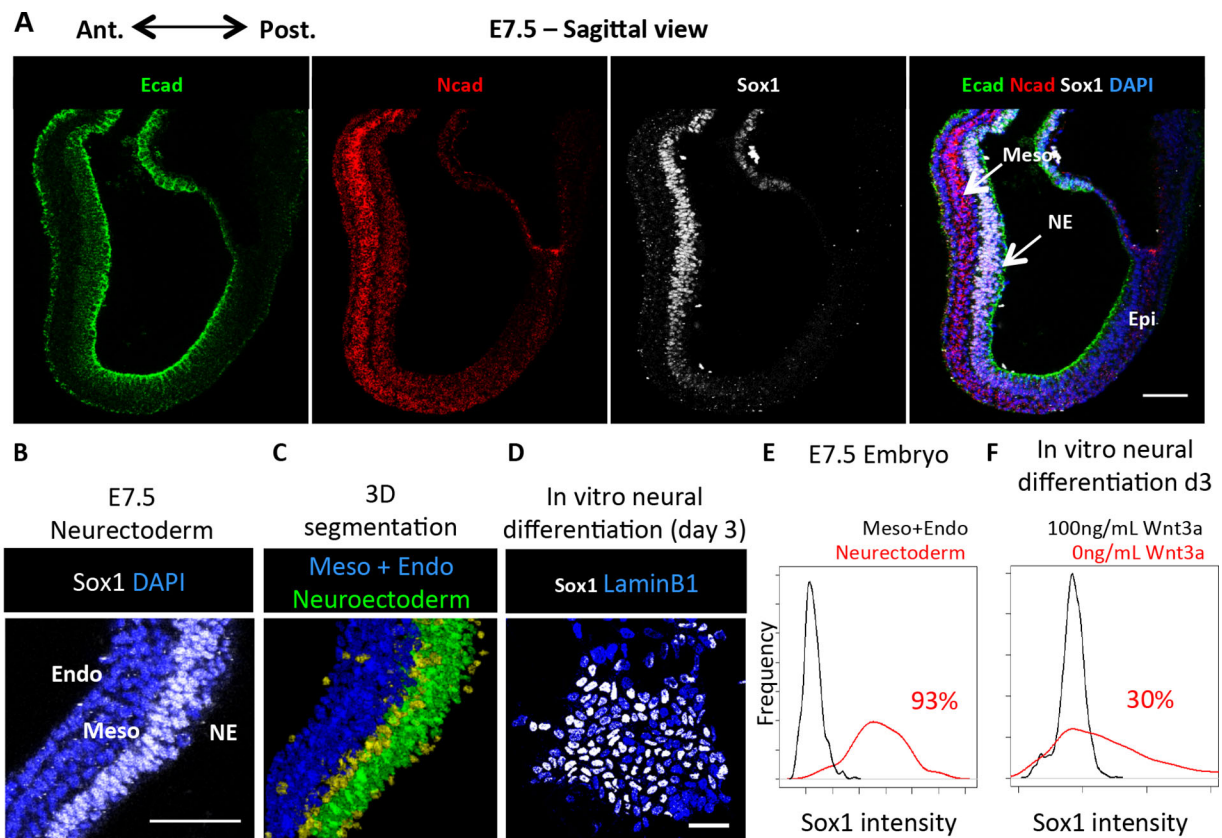 A
Ant.
Post.
E7.5 – Sagittal view
Ecad
Ncad
Sox1
Ecad Ncad Sox1 DAPI
Meso
NE
Epi
B
E7.5
Neurectoderm
Sox1 DAPI
Endo
Meso
NE
C
3D
segmentation
Meso + Endo
Neuroectoderm
D
In vitro neural
differentiation (day 3)
Sox1 LaminB1
E
E7.5 Embryo
Meso+Endo
Neurectoderm
93%
Frequency
Sox1 intensity
F
In vitro neural
differentiation d3
100ng/mL Wnt3a
0ng/mL Wnt3a
30%
Sox1 intensity